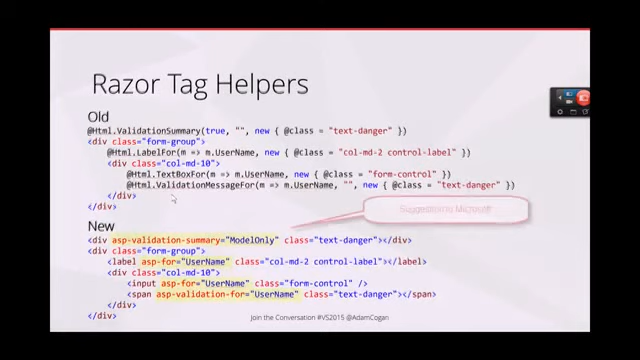 Razor Tag Helpers
Old
@Html.ValidationSummary(true, "", new { @class = "text-danger" })
<div class="form-group">
@Html.LabelFor(m => m.UserName, new { @class = "col-md-2 control-label" })
<div class="col-md-10">
@Html.TextBoxFor(m => m.UserName, new { @class = "form-control" })
@Html.ValidationMessageFor(m => m.UserName, "", new { @class = "text-danger" })
</div>
</div>
Suggestion to Microsoft
New
<div asp-validation-summary="ModelOnly" class="text-danger"></div>
<div class="form-group">
<label asp-for="UserName" class="col-md-2 control-label"></label>
<div class="col-md-10">
<input asp-for="UserName" class="form-control" />
<span asp-validation-for="UserName" class="text-danger"></span>
</div>
</div>
Join the Conversation #VS2015 @AdamCogan